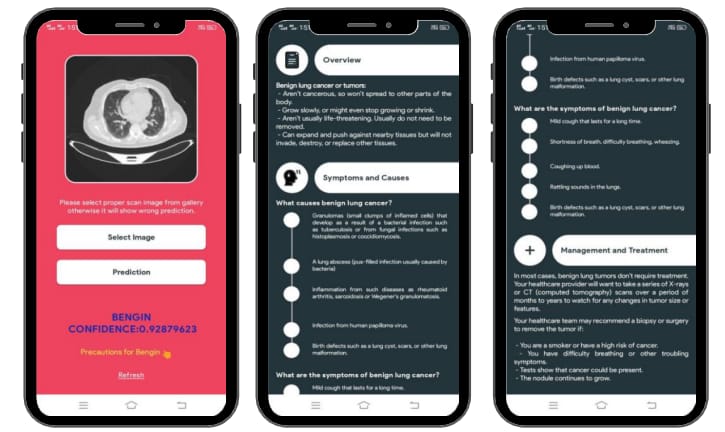 Please select proper scan image from gallery
otherwise it will show wrong prediction.
Select Image
Prediction
BENGIN
CONFIDENCE:0.92879623
Precautions for Bengin 👋
Refresh
Overview
Benign lung cancer or tumors:
- Aren't cancerous, so won't spread to other parts of the
body.
- Grow slowly, or might even stop growing or shrink.
- Aren't usually life-threatening. Usually do not need to be
removed.
- Can expand and push against nearby tissues but will not
invade, destroy, or replace other tissues.
Symptoms and Causes
What causes benign lung cancer?
Granulomas (small clumps of inflamed cells) that
develop as a result of a bacterial infection such
as tuberculosis or from fungal infections such as
histoplasmosis or coccidiomycosis.
A lung abscess (pus-filled infection usually caused by
bacteria)
Inflammation from such diseases as rheumatoid
arthritis, sarcoidosis or Wegener's granulomatosis.
Infection from human papilloma virus.
Birth defects such as a lung cyst, scars, or other lung
malformation.
What are the symptoms of benign lung cancer?
Mild cough that lasts for a long time.
Infection from human papilloma virus.
Birth defects such as a lung cyst, scars, or other lung
malformation.
What are the symptoms of benign lung cancer?
Mild cough that lasts for a long time.
Shortness of breath, difficulty breathing, wheezing.
Coughing up blood.
Rattling sounds in the lungs.
Birth defects such as a lung cyst, scars, or other lung
malformation.
Management and Treatment
In most cases, benign lung tumors don't require treatment.
Your healthcare provider will want to take a series of X-rays
or CT (computed tomography) scans over a period of
months to years to watch for any changes in tumor size or
features.
Your healthcare team may recommend a biopsy or surgery
to remove the tumor if:
- You are a smoker or have a high risk of cancer.
- You have difficulty breathing or other troubling
symptoms.
- Tests show that cancer could be present.
- The nodule continues to grow.